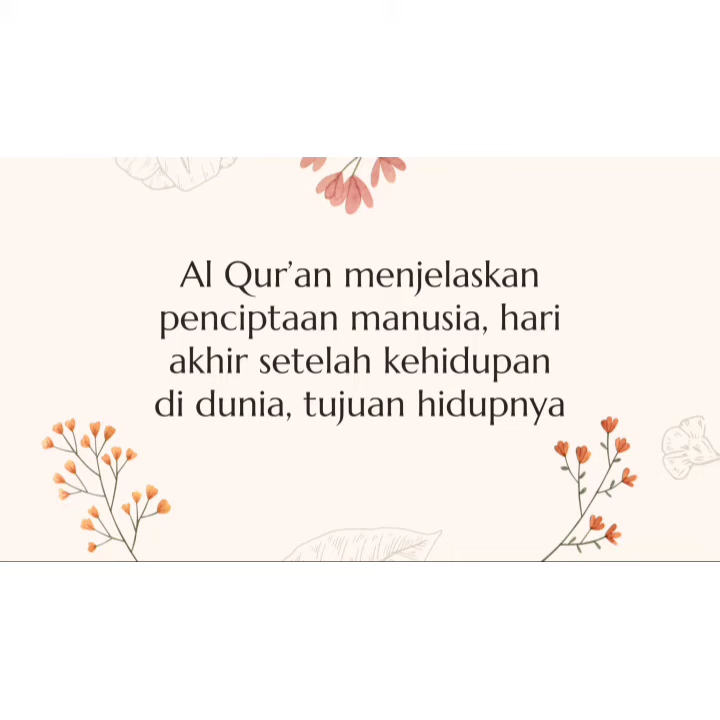 Al Qur’an menjelaskan
penciptaan manusia, hari
akhir setelah kehidupan
di dunia, tujuan hidupnya